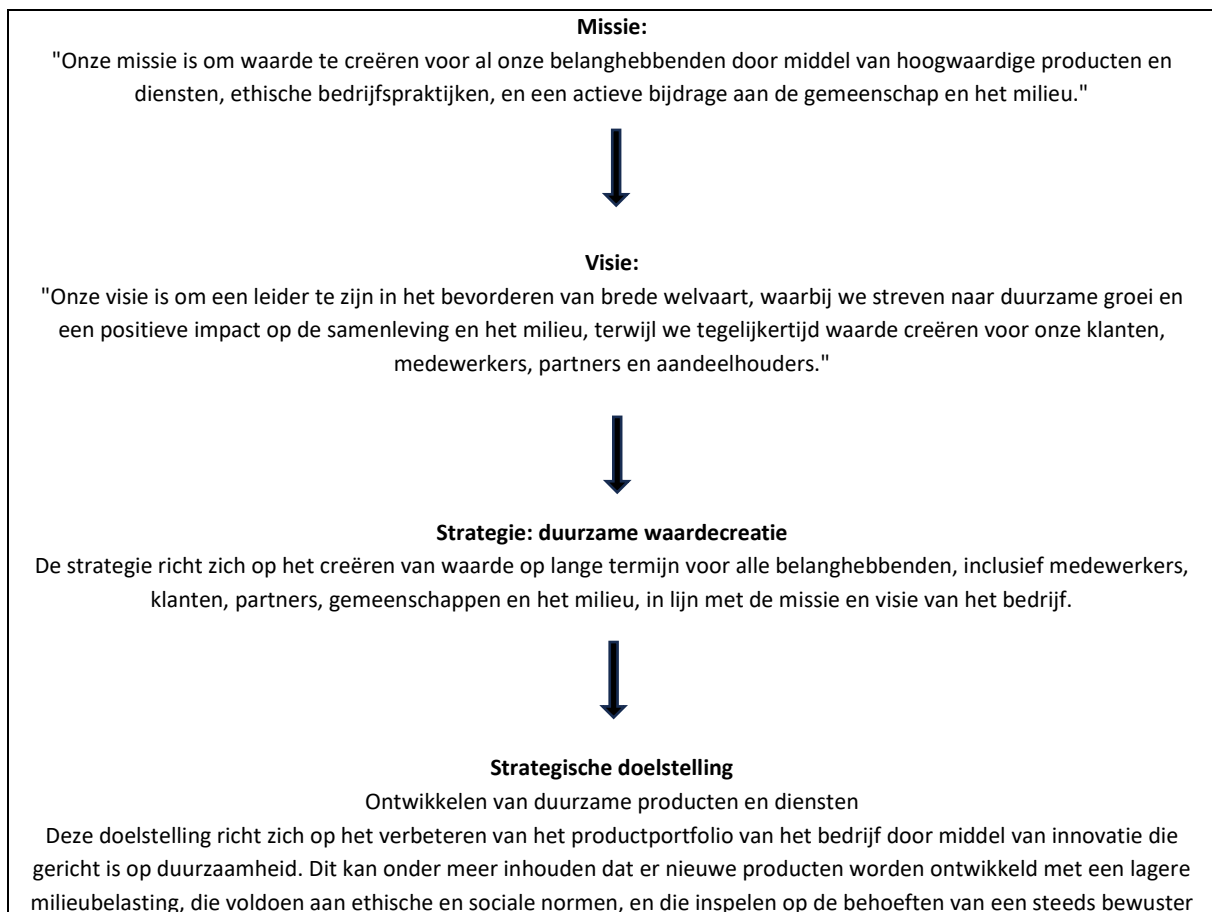 Missie:
"Onze missie is om waarde te creëren voor al onze belanghebbenden door middel van hoogwaardige producten en
diensten, ethische bedrijfspraktijken, en een actieve bijdrage aan de gemeenschap en het milieu."
Visie:
"Onze visie is om een leider te zijn in het bevorderen van brede welvaart, waarbij we streven naar duurzame groei en
een positieve impact op de samenleving en het milieu, terwijl we tegelijkertijd waarde creëren voor onze klanten,
medewerkers, partners en aandeelhouders."
Strategie: duurzame waardecreatie
De strategie richt zich op het creëren van waarde op lange termijn voor alle belanghebbenden, inclusief medewerkers,
klanten, partners, gemeenschappen en het milieu, in lijn met de missie en visie van het bedrijf.
Strategische doelstelling
Ontwikkelen van duurzame producten en diensten
Deze doelstelling richt zich op het verbeteren van het productportfolio van het bedrijf door middel van innovatie die
gericht is op duurzaamheid. Dit kan onder meer inhouden dat er nieuwe producten worden ontwikkeld met een lagere
milieubelasting, die voldoen aan ethische en sociale normen, en die inspelen op de behoeften van een steeds bewuster